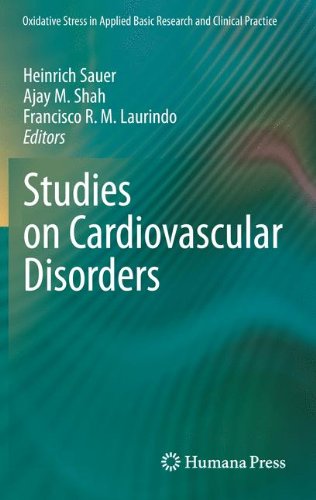 Oxidative Stress in Applied Basic Research and Clinical Practice
Heinrich Sauer
Ajay M. Shah
Francisco R. M. Laurindo
Editors
Studies
on Cardiovascular
Disorders
Humana Press